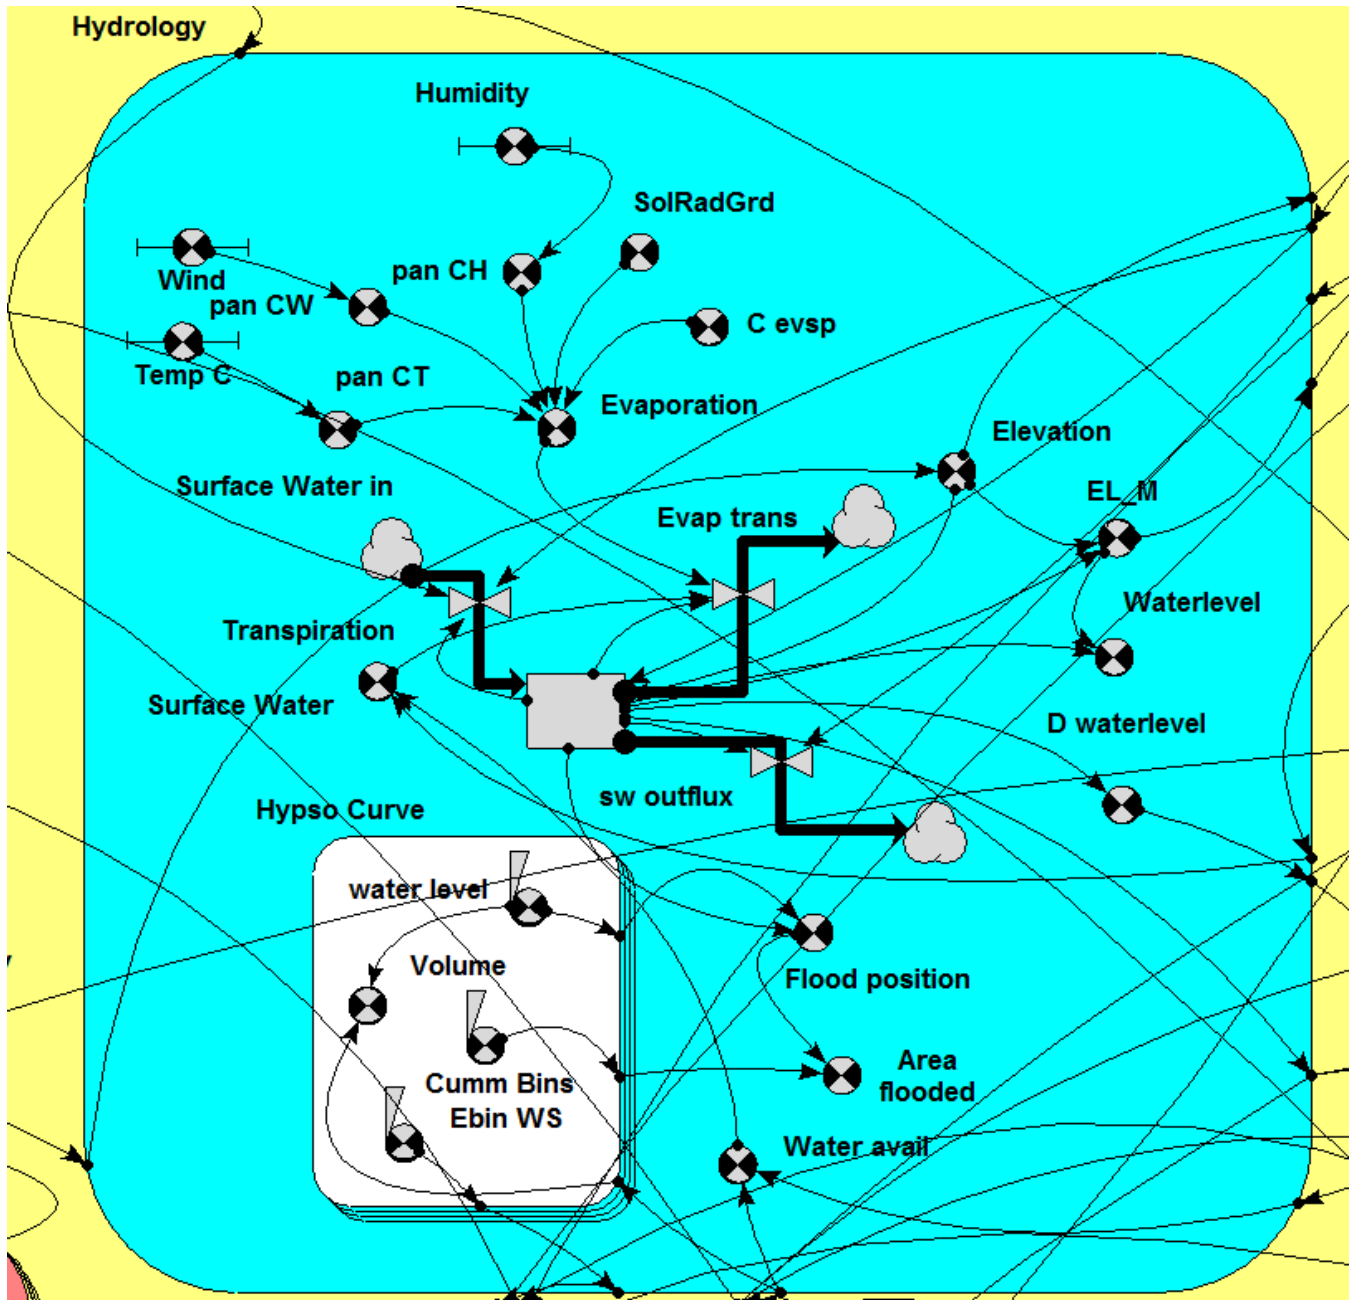 Hydrology
Humidity
SolRadGrd
pan CH
Wind
pan CW
C evsp
Temp C
pan CT
Evaporation
Elevation
Surface Water in
EL_M
Evap trans
Waterlevel
Transpiration
Surface Water
D waterlevel
sw outflux
Hypso Curve
water level
Volume
Flood position
Cumm Bins
Area
flooded
Ebin WS
Water avail